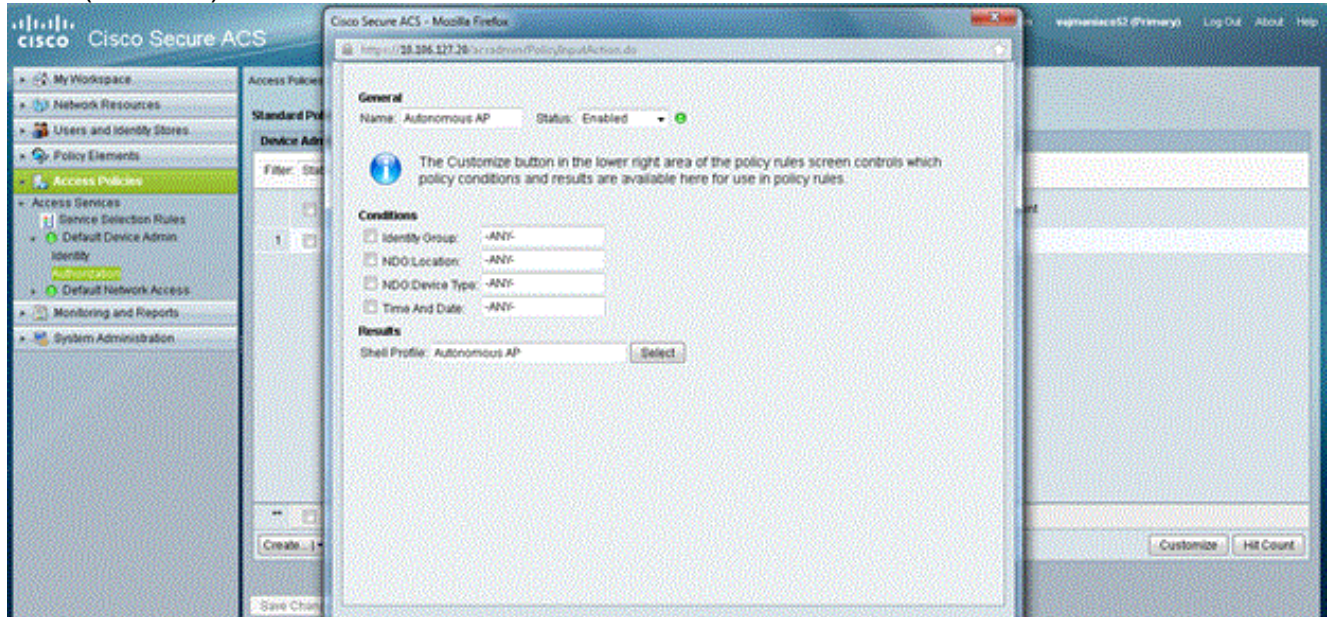 Cisco Secure ACS - Mozilla Firefox
vajmaniacs52 (Primary) Log Out About Help
CISCO Cisco Secure ACS
https://10.106.127.20/acsadmin/PolicyInputAction.do
My Workspace
Network Resources
Users and Identity Stores
Policy Elements
Access Policies
Access Services
Service Selection Rules
Default Device Admin
Identity
Authorization
Default Network Access
Monitoring and Reports
System Administration
Access Policies
Standard Pol
Device Adm
Filter: Stat
1
**
Create... |
Save Chan
General
Name: Autonomous AP Status: Enabled
The Customize button in the lower right area of the policy rules screen controls which
policy conditions and results are available here for use in policy rules.
Conditions
Identity Group: -ANY-
NDG:Location: -ANY-
NDG:Device Type: -ANY-
Time And Date: -ANY-
Results
Shell Profile: Autonomous AP Select
Customize Hit Count